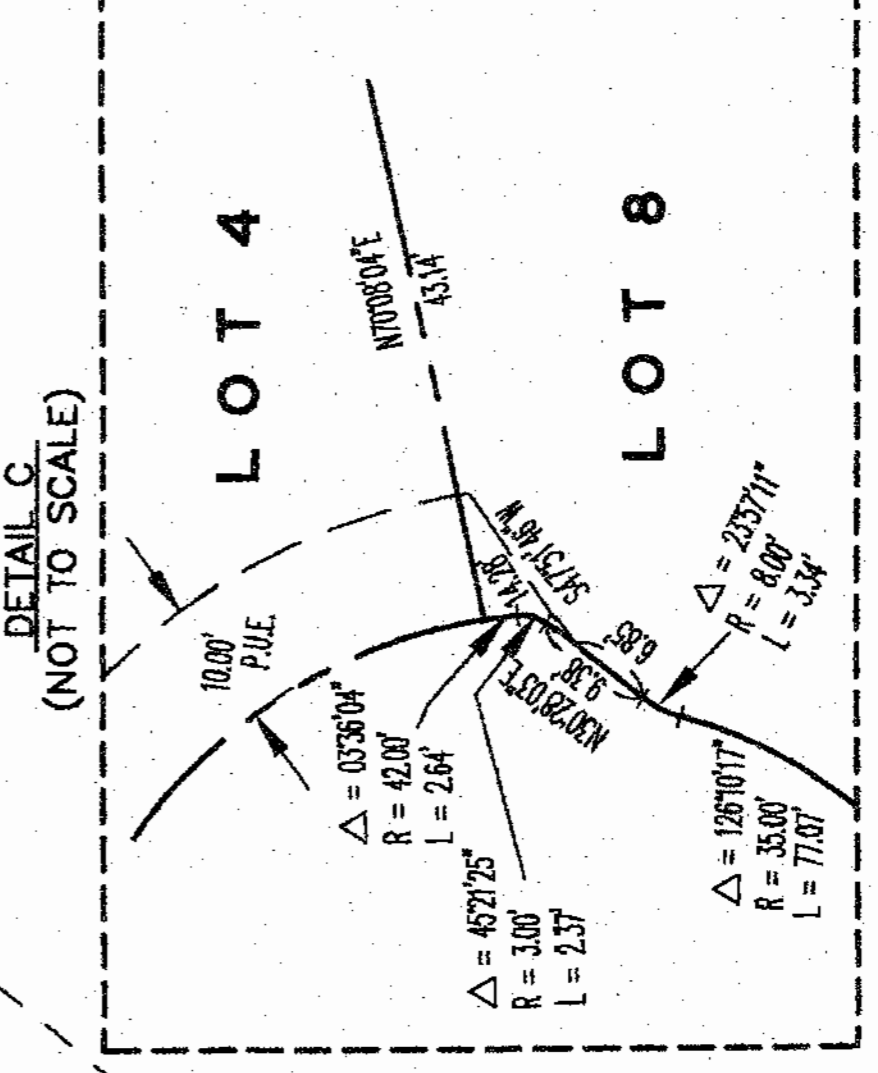 DETAIL C
(NOT TO SCALE)
LOT 4
10.00'
P.U.E.
N70°08'04"E
43.14'
△ = 03°36'04"
R = 42.00'
L = 2.64'
14.28'
S47°51'46"W
LOT 8
△ = 45°21'25"
R = 3.00'
L = 2.37'
N30°28'03"E
9.38'
6.85'
△ = 23°57'11"
R = 8.00'
L = 3.34'
△ = 126°10'17"
R = 35.00'
L = 77.07'